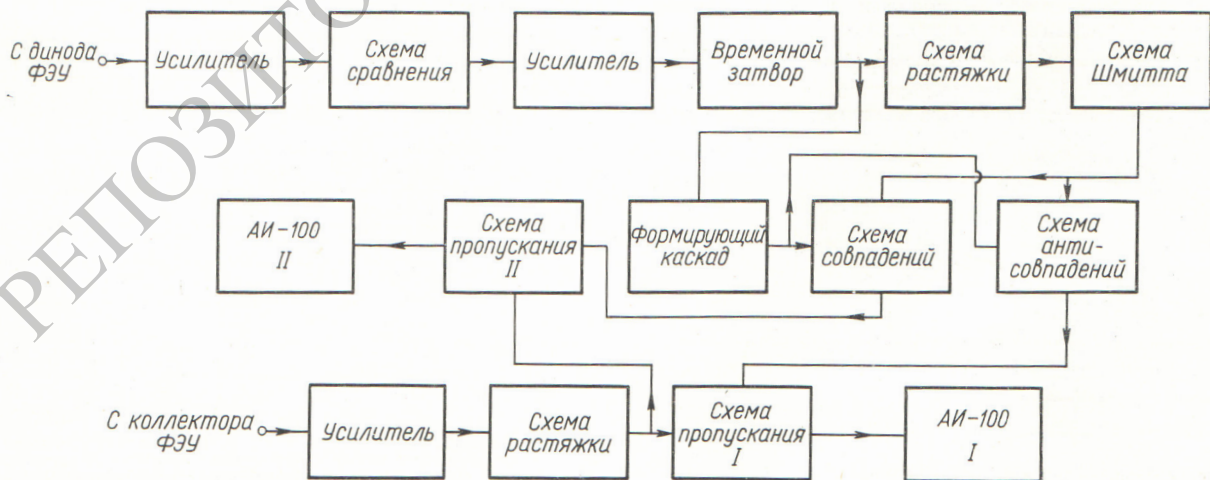 С динода
ФЭУ
Усилитель
Схема
сравнения
Усилитель
Временной
затвор
Схема
растяжки
Схема
Шмитта
АИ-100
II
Схема
пропускания
II
Формирующий
каскад
Схема
совпадений
Схема
анти-
совпадений
С коллектора
ФЭУ
Усилитель
Схема
растяжки
Схема
пропускания
I
АИ-100
I
РЕПОЗИТО